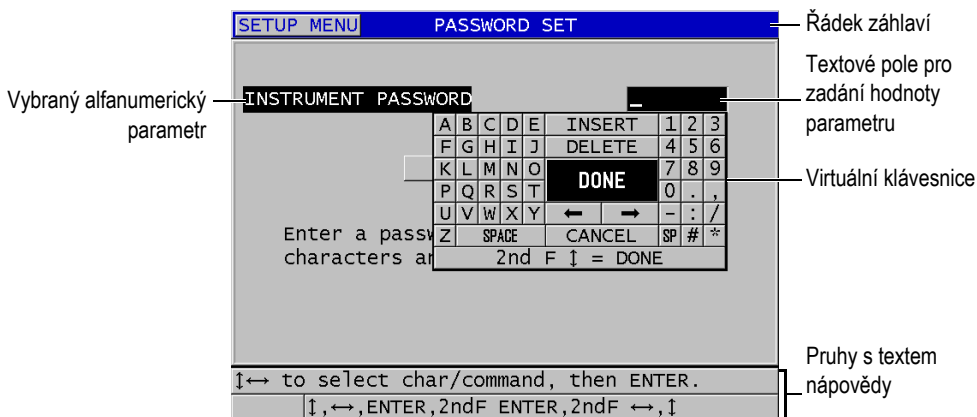 SETUP MENU PASSWORD SET
Řádek záhlaví
Textové pole pro
zadání hodnoty
parametru
Vybraný alfanumerický
parametr
INSTRUMENT PASSWORD _
A B C D E INSERT 1 2 3
F G H I J DELETE 4 5 6
K L M N O DONE 7 8 9
P Q R S T 0 . ,
U V W X Y ← → - : /
Z SPACE CANCEL SP # *
2nd F ↕ = DONE
Virtuální klávesnice
Enter a passw
characters ar
Pruhy s textem
nápovědy
↕↔ to select char/command, then ENTER.
↕,↔,ENTER,2ndF ENTER,2ndF ↔,↕